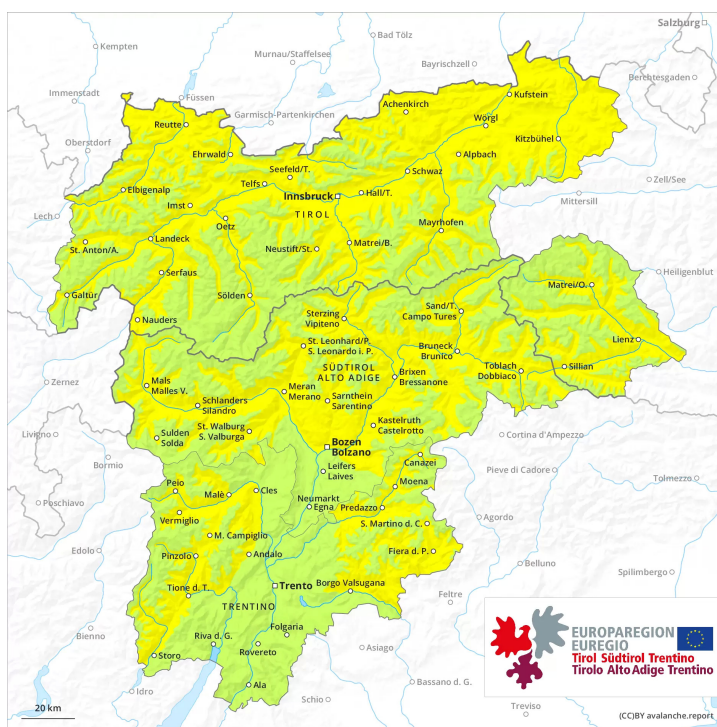 Salzburg
Bad Tölz
Kempten
Murnau/Staffelsee
Bayrischzell
Berchtesgaden
Immenstadt
Füssen
Kufstein
Achenkirch
Garmisch-Partenkirchen
Wörgl
Reutte
Oberstdorf
Kitzbühel
Ehrwald
Alpbach
Seefeld/T.
Schwaz
Zell/See
Telfs
Elbigenalp
Innsbruck
Hall/T.
Mittersill
Imst
TIROL
Lech
Oetz
Mayrhofen
Landeck
St. Anton/A.
Neustift/St.
Matrei/B.
Serfaus
Heiligenblut
Matrei/O.
Galtür
Sölden
Sand/T.
Campo Tures
Nauders
Sterzing
Vipiteno
Lienz
St. Leonhard/P.
S. Leonardo i. P.
Bruneck
Brunico
Toblach
Dobbiaco
Sillian
SÜDTIROL
ALTO ADIGE
Brixen
Bressanone
Zernez
Mals
Malles V.
Meran
Merano
Schlanders
Silandro
Sarnthein
Sarentino
St. Walburg
S. Valburga
Kastelruth
Castelrotto
Livigno
Sulden
Solda
Cortina d'Ampezzo
Bozen
Bolzano
Canazei
Bormio
Leifers
Laives
Pieve di Cadore
Tolmezzo
Peio
Malè
Cles
Moena
Neumarkt
Egna
Predazzo
Poschiavo
Vermiglio
Agordo
S. Martino d. C.
M. Campiglio
Edolo
Pinzolo
Andalo
Fiera d. P.
Belluno
Spilimbergo
Tione d. T.
Trento
Borgo Valsugana
Feltre
TRENTINO
Folgaria
Bienno
Riva d. G.
Rovereto
Asiago
Storo
Bassano d. G.
Ala
Idro
Schio
Treviso
20 km
EUROPAREGION
EUREGIO
Tirol Südtirol Trentino
Tirolo Alto Adige Trentino
(CC)BY avalanche.report